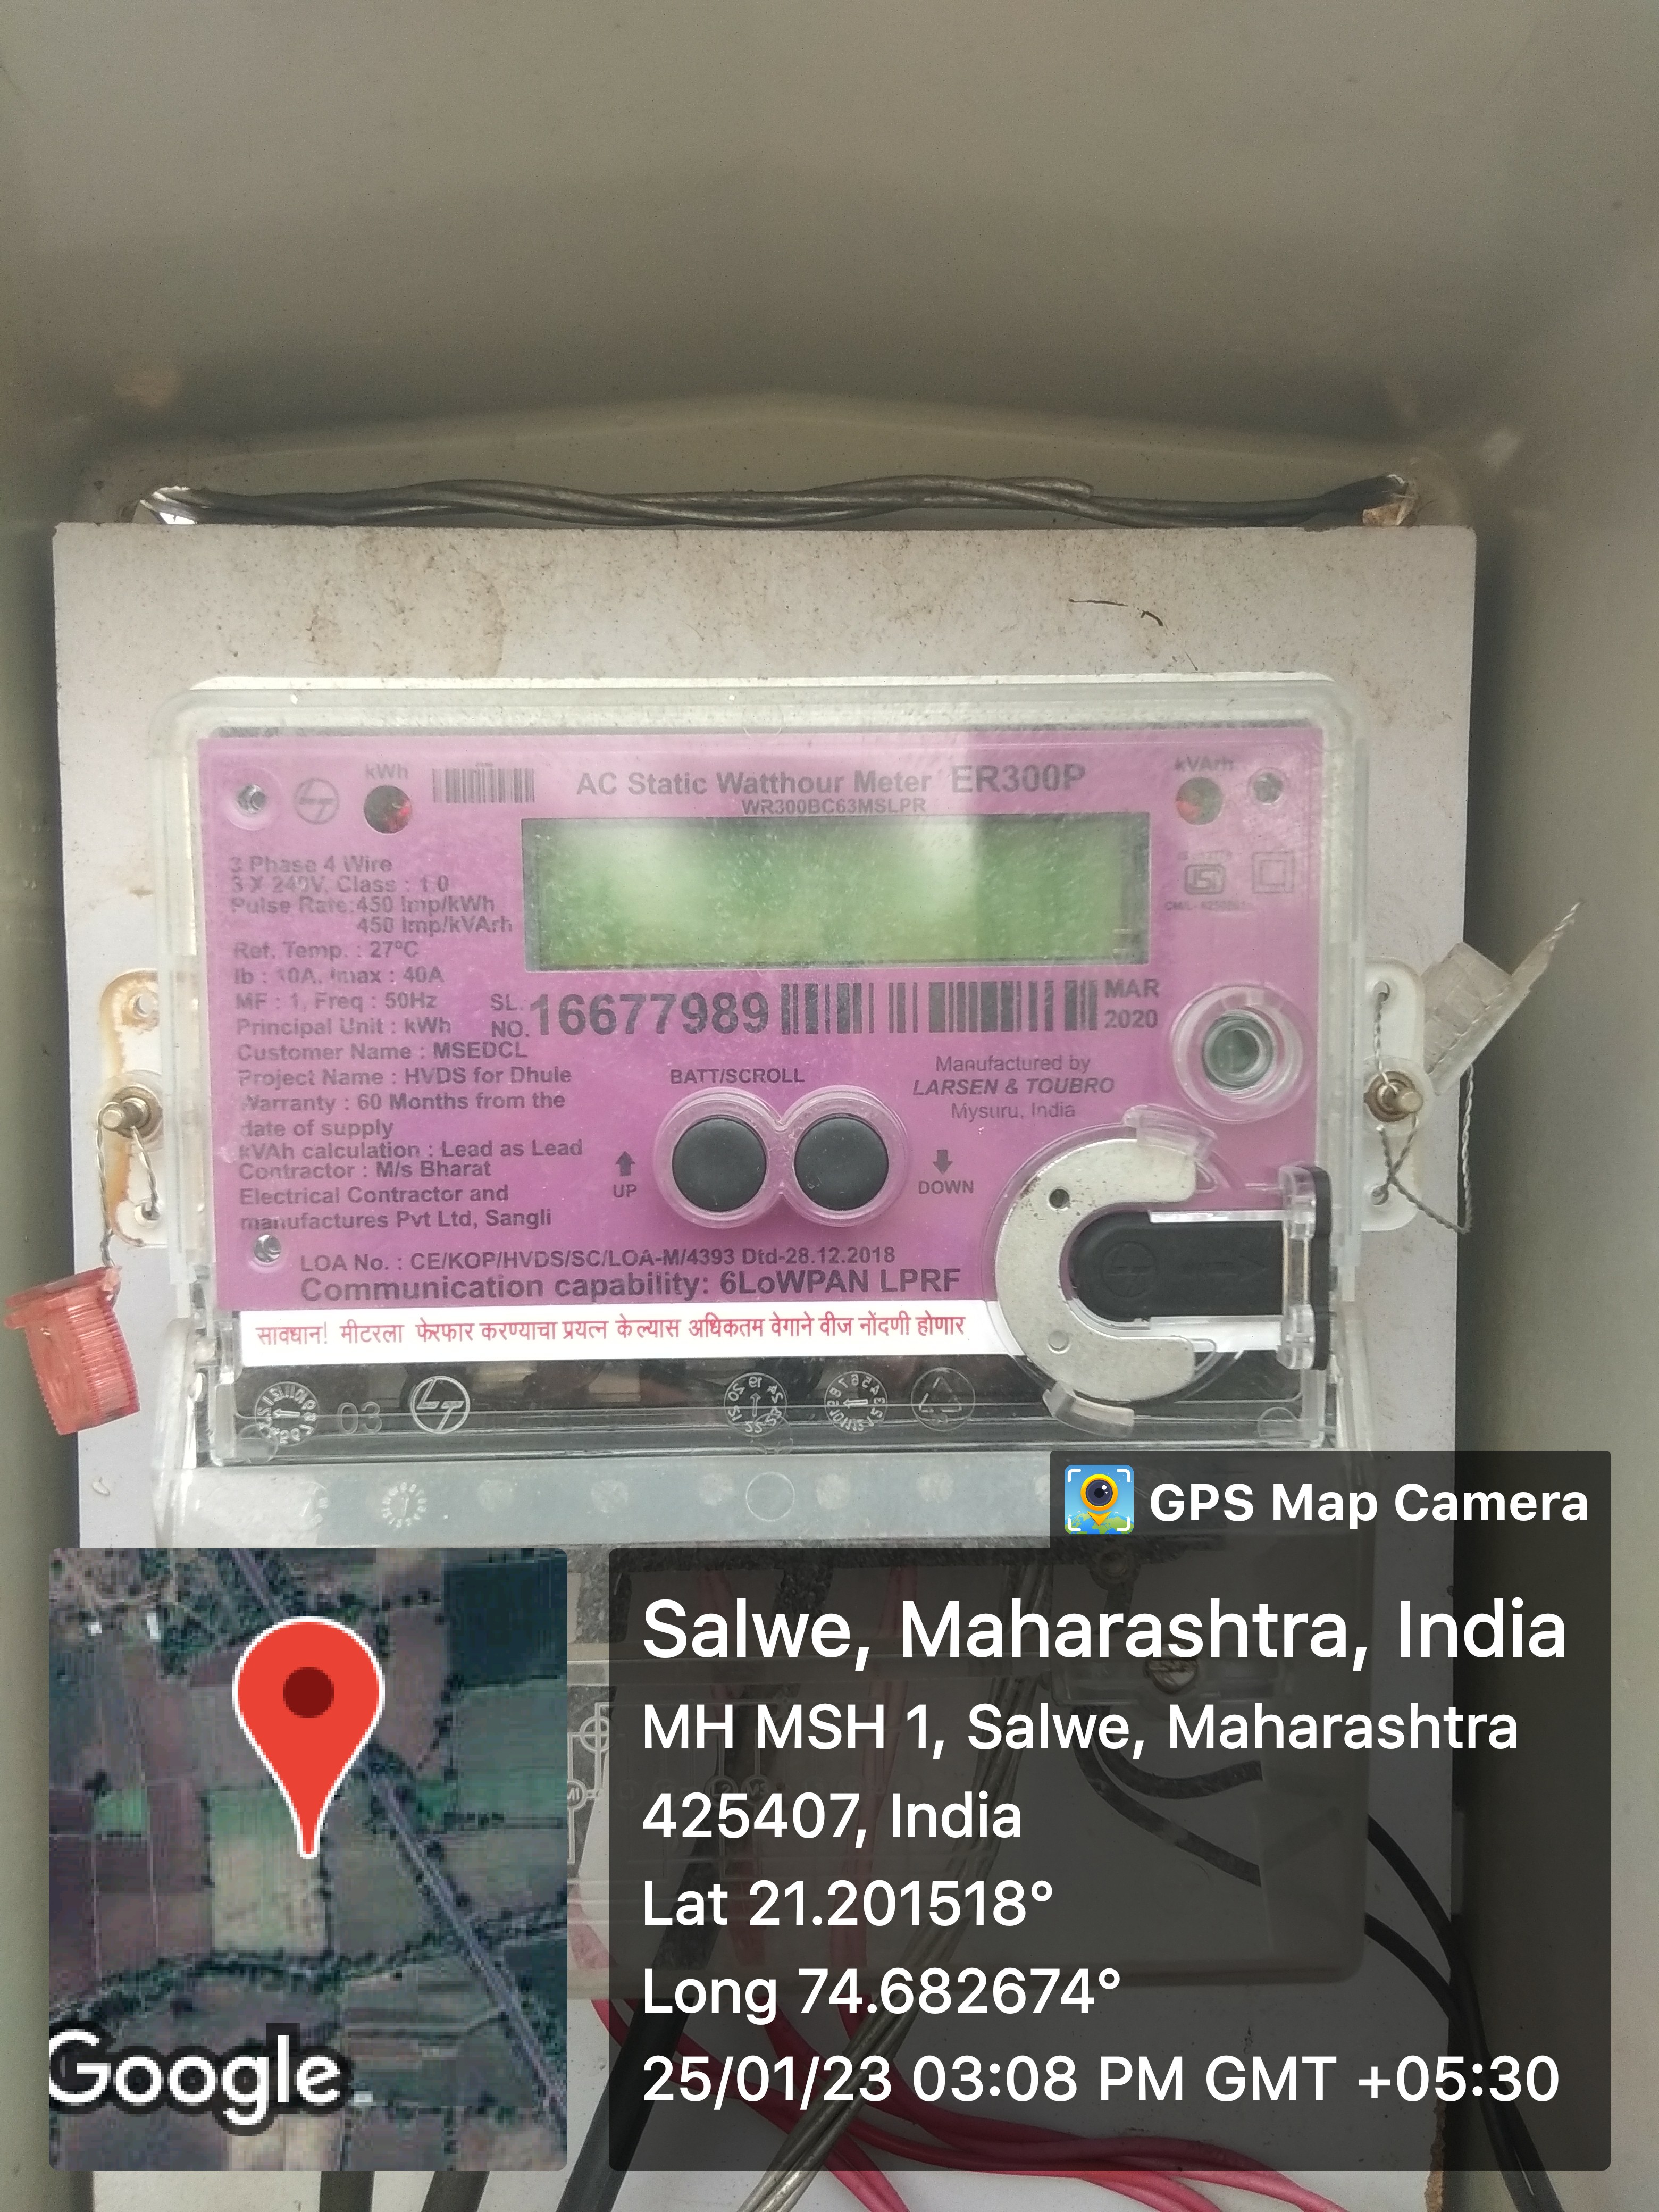 kWh
AC Static Watthour Meter ER300P
WR300BC63MSLPR
kVArh
3 Phase 4 Wire
3 X 240V, Class : 1.0
Pulse Rate:450 Imp/kWh
450 Imp/kVArh
Ref. Temp. : 27°C
Ib : 10A, Imax : 40A
MF : 1, Freq : 50Hz
Principal Unit : kWh
Customer Name : MSEDCL
Project Name : HVDS for Dhule
Warranty : 60 Months from the
date of supply
kVAh calculation : Lead as Lead
Contractor : M/s Bharat
Electrical Contractor and
manufactures Pvt Ltd, Sangli
SL. NO. 16677989
MAR
2020
BATT/SCROLL
UP
DOWN
Manufactured by
LARSEN & TOUBRO
Mysuru, India
LOA No. : CE/KOP/HVDS/SC/LOA-M/4393 Dtd-28.12.2018
Communication capability: 6LoWPAN LPRF
सावधान! मीटरला फेरफार करण्याचा प्रयत्न केल्यास अधिकतम वेगाने वीज नोंदणी होणार
03
GPS Map Camera
Salwe, Maharashtra, India
MH MSH 1, Salwe, Maharashtra
425407, India
Lat 21.201518°
Long 74.682674°
25/01/23 03:08 PM GMT +05:30
Google